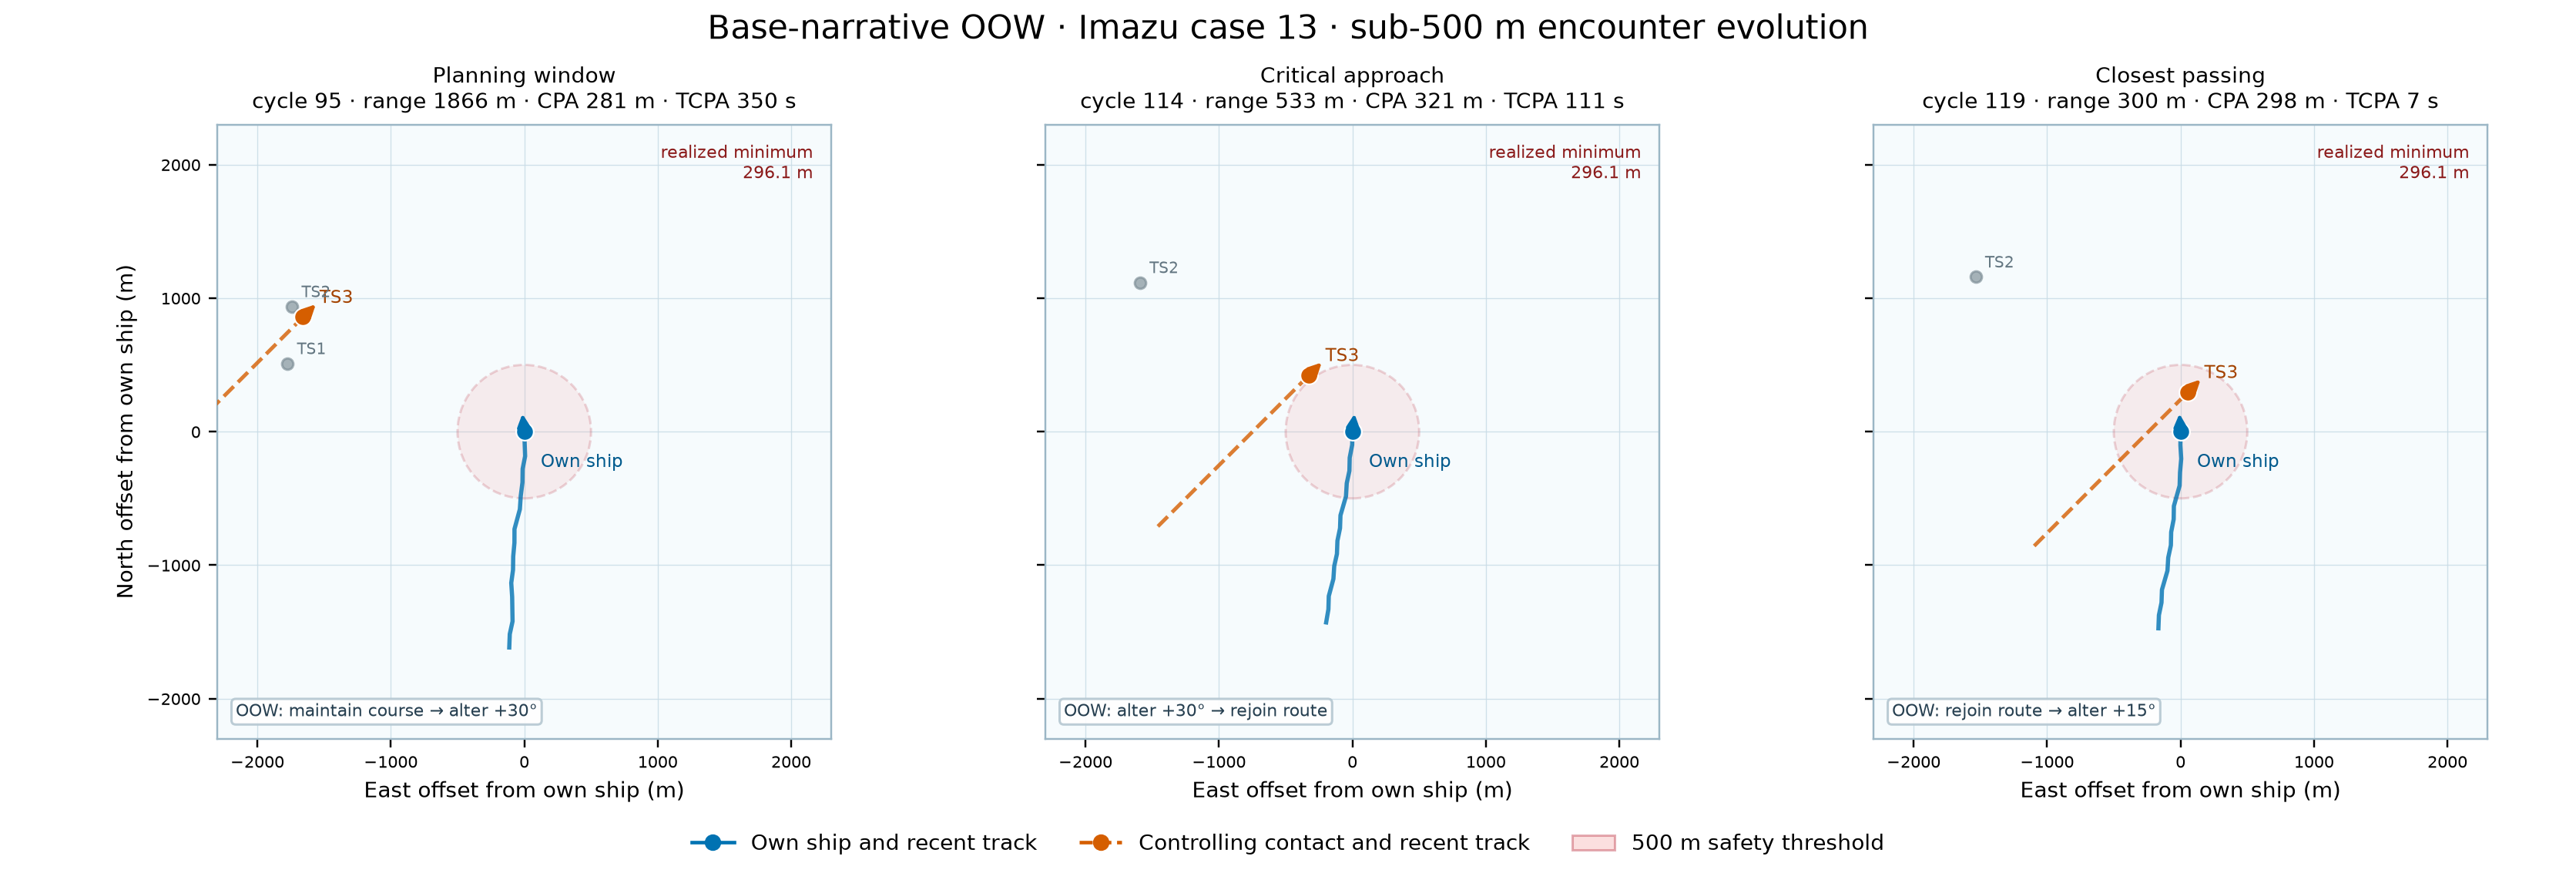 Base-narrative OOW · Imazu case 13 · sub-500 m encounter evolution
Planning window
cycle 95 · range 1866 m · CPA 281 m · TCPA 350 s
realized minimum
296.1 m
TS2
TS3
TS1
Own ship
OOW: maintain course → alter +30°
2000
1000
0
−1000
−2000
North offset from own ship (m)
−2000 −1000 0 1000 2000
East offset from own ship (m)
Critical approach
cycle 114 · range 533 m · CPA 321 m · TCPA 111 s
realized minimum
296.1 m
TS2
TS3
Own ship
OOW: alter +30° → rejoin route
−2000 −1000 0 1000 2000
East offset from own ship (m)
Closest passing
cycle 119 · range 300 m · CPA 298 m · TCPA 7 s
realized minimum
296.1 m
TS2
TS3
Own ship
OOW: rejoin route → alter +15°
−2000 −1000 0 1000 2000
East offset from own ship (m)
Own ship and recent track
Controlling contact and recent track
500 m safety threshold